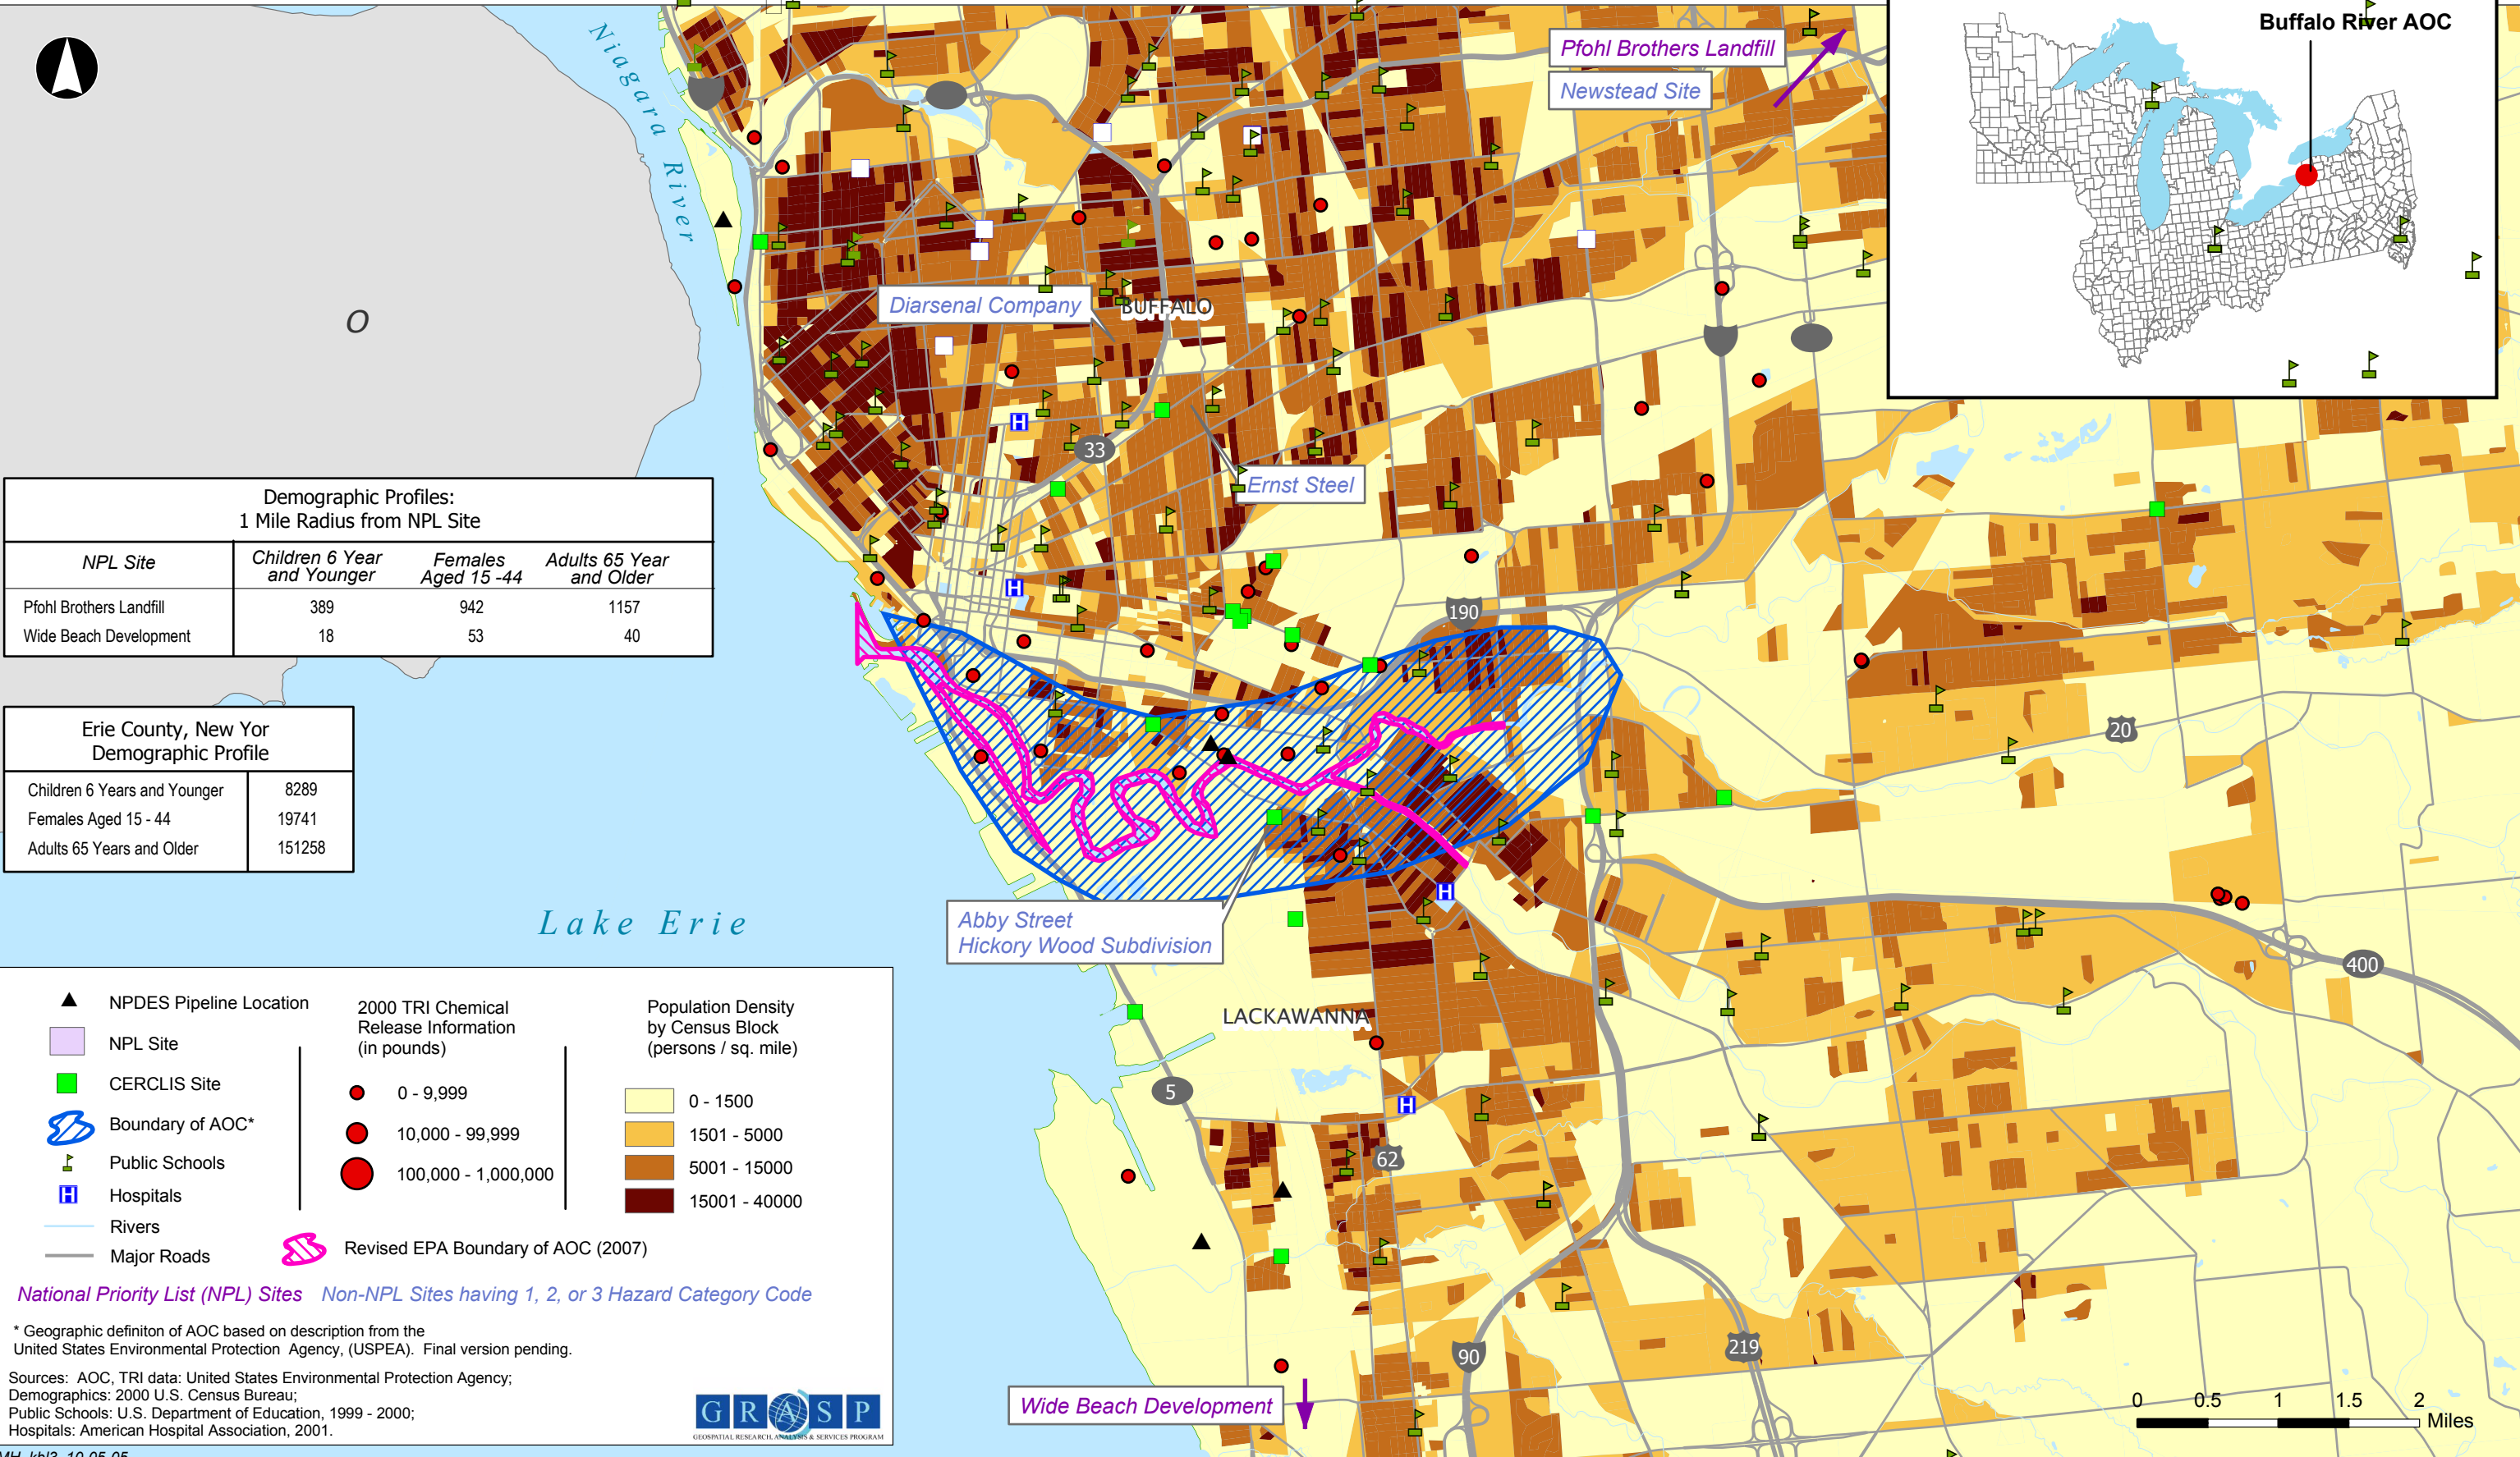 Niagara River
Pfohl Brothers Landfill
Newstead Site
Buffalo River AOC
O
Diarsenal Company
BUFFALO
H
33
Ernst Steel
Demographic Profiles:
1 Mile Radius from NPL Site
NPL Site Children 6 Year and Younger Females Aged 15 -44 Adults 65 Year and Older
Pfohl Brothers Landfill 389 942 1157
Wide Beach Development 18 53 40
H
190
20
Erie County, New Yor
Demographic Profile
Children 6 Years and Younger 8289
Females Aged 15 - 44 19741
Adults 65 Years and Older 151258
H
Lake Erie
Abby Street
Hickory Wood Subdivision
400
LACKAWANNA
5
H
62
90
219
NPDES Pipeline Location
NPL Site
CERCLIS Site
Boundary of AOC*
Public Schools
H Hospitals
Rivers
Major Roads
2000 TRI Chemical
Release Information
(in pounds)
0 - 9,999
10,000 - 99,999
100,000 - 1,000,000
Population Density
by Census Block
(persons / sq. mile)
0 - 1500
1501 - 5000
5001 - 15000
15001 - 40000
Revised EPA Boundary of AOC (2007)
National Priority List (NPL) Sites Non-NPL Sites having 1, 2, or 3 Hazard Category Code
* Geographic definiton of AOC based on description from the
United States Environmental Protection Agency, (USPEA). Final version pending.
Sources: AOC, TRI data: United States Environmental Protection Agency;
Demographics: 2000 U.S. Census Bureau;
Public Schools: U.S. Department of Education, 1999 - 2000;
Hospitals: American Hospital Association, 2001.
GRASP
GEOSPATIAL RESEARCH, ANALYSIS & SERVICES PROGRAM
Wide Beach Development
0 0.5 1 1.5 2
Miles